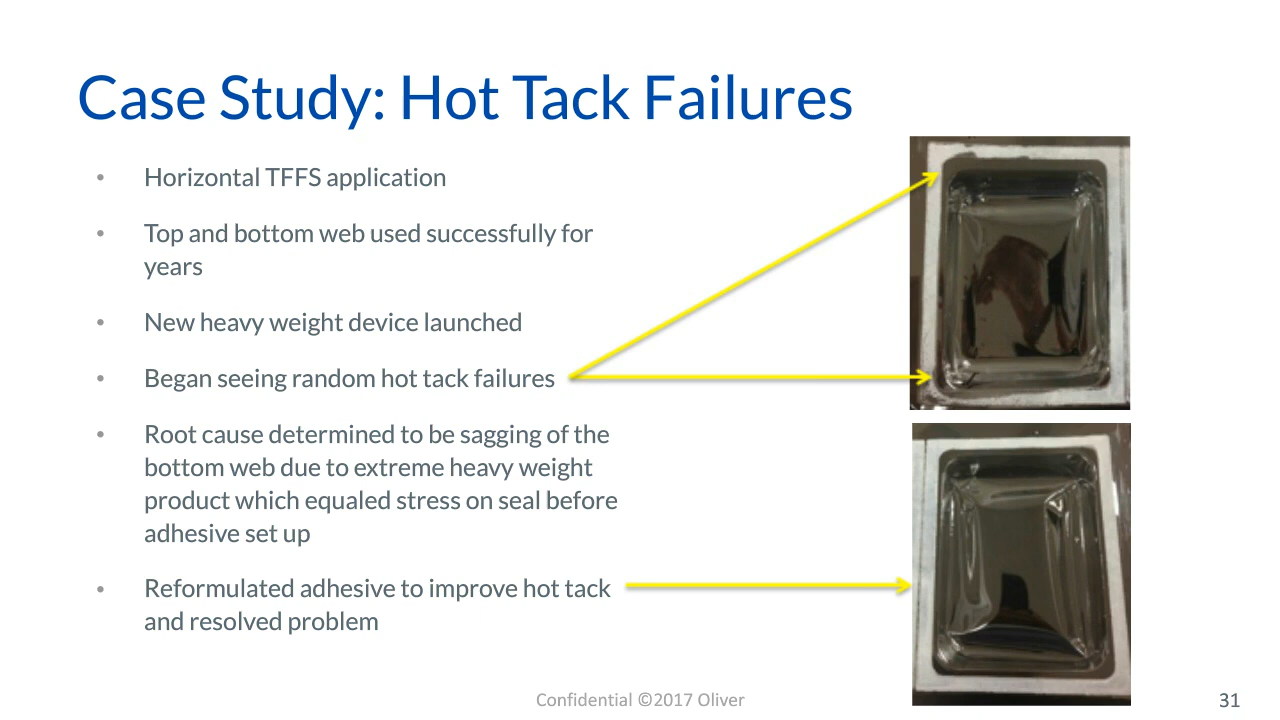 Case Study: Hot Tack Failures
• Horizontal TFFS application
• Top and bottom web used successfully for
years
• New heavy weight device launched
• Began seeing random hot tack failures
• Root cause determined to be sagging of the
bottom web due to extreme heavy weight
product which equaled stress on seal before
adhesive set up
• Reformulated adhesive to improve hot tack
and resolved problem
Confidential ©2017 Oliver
31